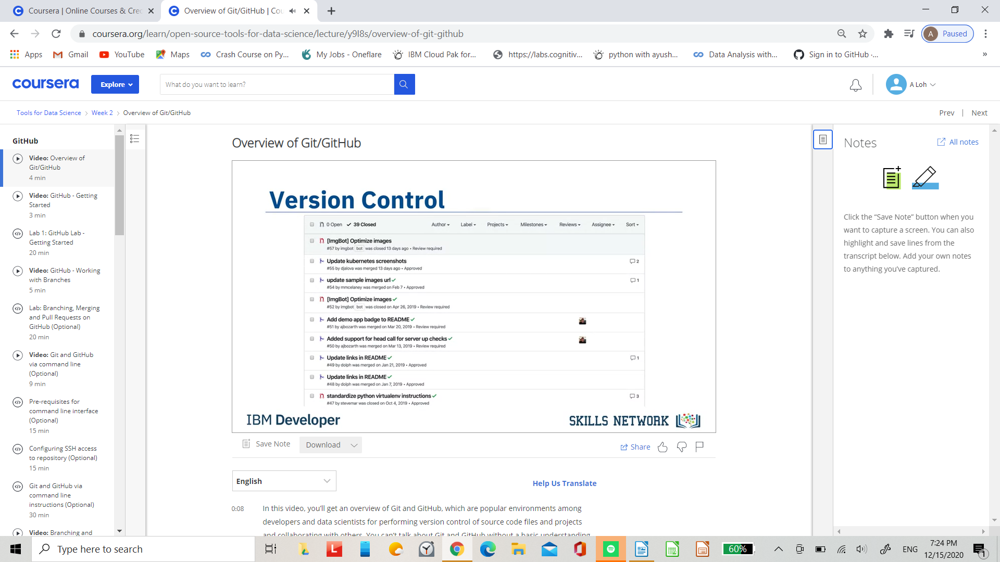 Coursera | Online Courses & Cred
Overview of Git/GitHub | Cou
coursera.org/learn/open-source-tools-for-data-science/lecture/y9l8s/overview-of-git-github
A Paused
Apps
Gmail
YouTube
Maps
Crash Course on Py...
My Jobs - Oneflare
IBM Cloud Pak for...
https://labs.cognitiv...
python with ayush...
Data Analysis with...
Sign in to GitHub ·...
»
coursera
Explore
What do you want to learn?
A Loh
Tools for Data Science > Week 2 > Overview of Git/GitHub
Prev | Next
GitHub
Video: Overview of
Git/GitHub
4 min
Video: GitHub - Getting
Started
3 min
Lab 1: GitHub Lab -
Getting Started
20 min
Video: GitHub - Working
with Branches
5 min
Lab: Branching, Merging
and Pull Requests on
GitHub (Optional)
20 min
Video: Git and GitHub
via command line
(Optional)
9 min
Pre-requisites for
command line interface
(Optional)
15 min
Configuring SSH access
to repository (Optional)
15 min
Git and GitHub via
command line
instructions (Optional)
30 min
Video: Branching and
Overview of Git/GitHub
Version Control
0 Open 39 Closed Author Label Projects Milestones Reviews Assignee Sort
[ImgBot] Optimize images
#57 by imgbot bot was closed 13 days ago • Review required
Update kubernetes screenshots 2
#55 by djalova was merged 13 days ago • Approved
update sample images url 1
#54 by mmcelaney was merged on Feb 7 • Approved
[ImgBot] Optimize images
#52 by imgbot bot was closed on Apr 26, 2019 • Review required
Add demo app badge to README
#51 by ajbozarth was merged on Mar 20, 2019 • Review required
Added support for head call for server up checks
#50 by ajbozarth was merged on Mar 13, 2019 • Review required
Update links in README 1
#49 by dolph was merged on Jan 21, 2019 • Approved
Update links in README
#48 by dolph was merged on Jan 7, 2019 • Approved
standardize python virtualenv instructions 3
#47 by stevemar was closed on Oct 4, 2019 • Approved
IBM Developer
SKILLS NETWORK
Save Note
Download
Share
English
Help Us Translate
0:08
In this video, you'll get an overview of Git and GitHub, which are popular environments among
developers and data scientists for performing version control of source code files and projects
and collaborating with others. You can't talk about Git and GitHub without a basic understanding
Notes
All notes
Click the “Save Note” button when you
want to capture a screen. You can also
highlight and save lines from the
transcript below. Add your own notes
to anything you've captured.
Type here to search
60%
ENG
7:24 PM
12/15/2020
1